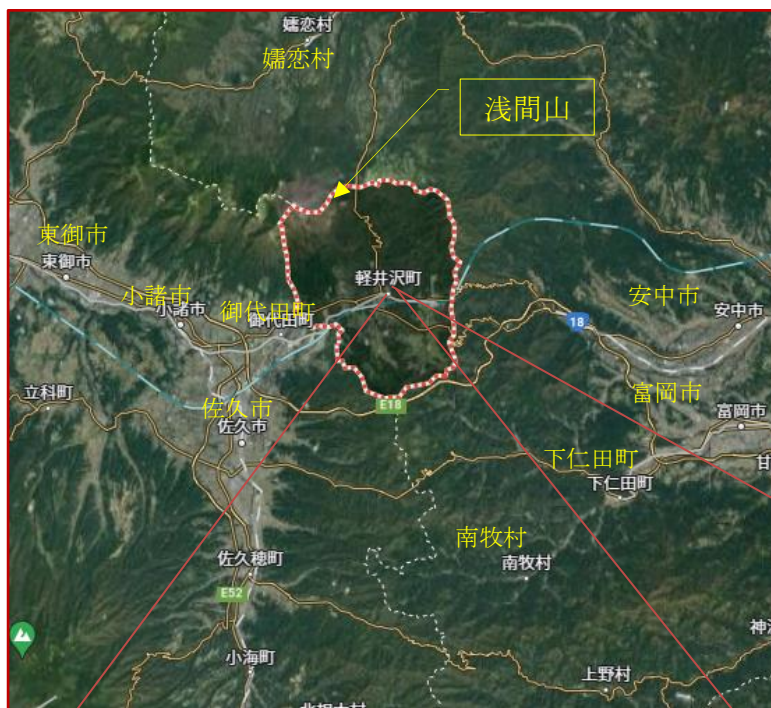 嬬恋村
嬬恋村
浅間山
東御市
東御市
小諸市
小諸市
御代田町
御代田町
軽井沢町
安中市
安中市
18
立科町
佐久市
佐久市
E18
富岡市
富岡市
下仁田町
下仁田町
甘
南牧村
南牧村
佐久穂町
E52
小海町
上野村
神流